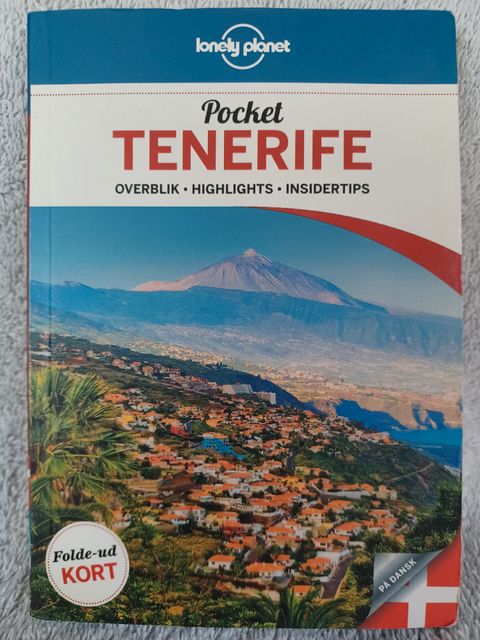 lonely planet
Pocket
TENERIFE
OVERBLIK • HIGHLIGHTS • INSIDERTIPS
Folde-ud
KORT
PÅ DANSK